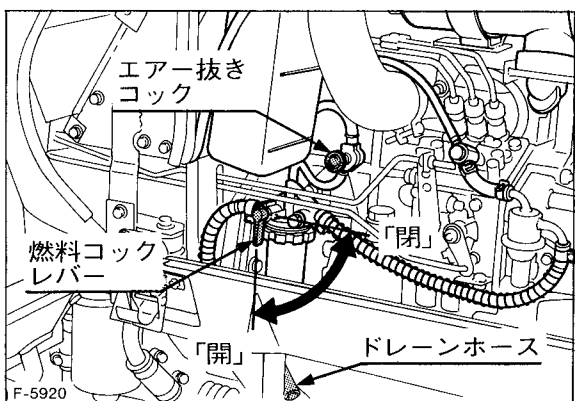 エアー抜き
コック
燃料コック
レバー
「閉」
「開」
ドレーンホース
F-5920